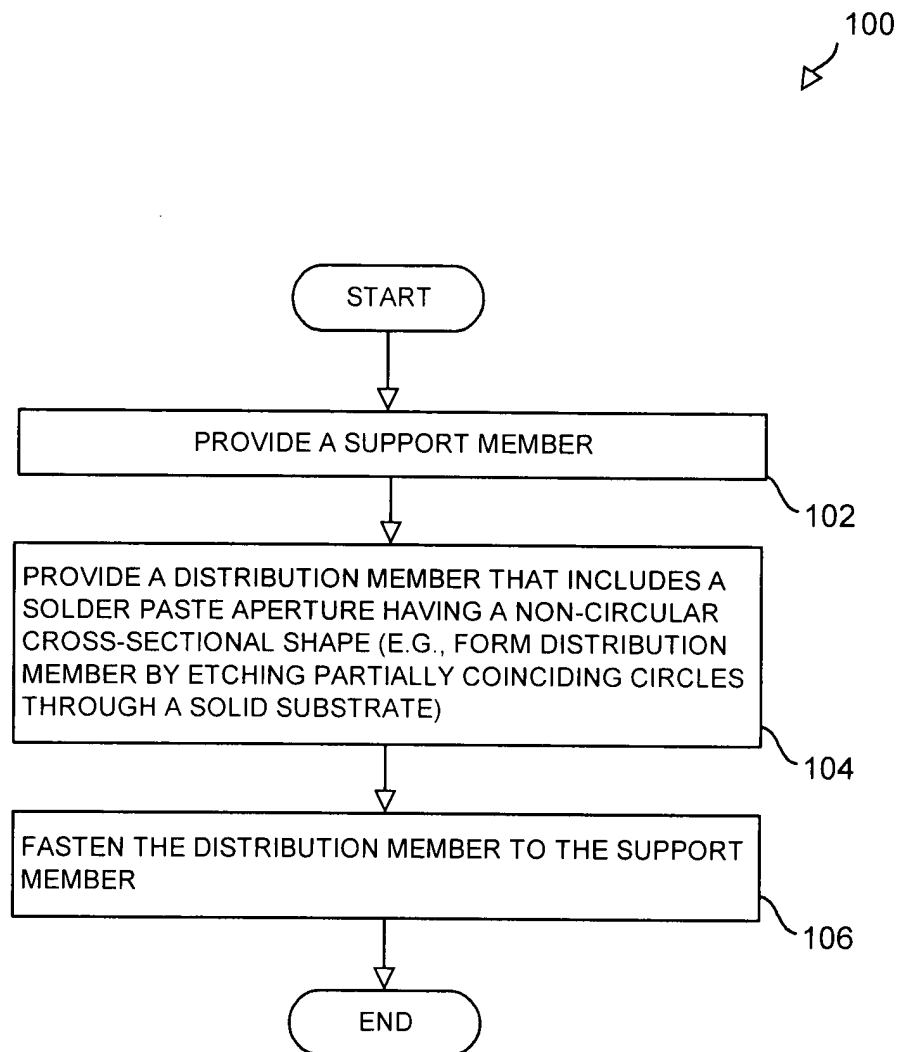 100
START
PROVIDE A SUPPORT MEMBER
102
PROVIDE A DISTRIBUTION MEMBER THAT INCLUDES A
SOLDER PASTE APERTURE HAVING A NON-CIRCULAR
CROSS-SECTIONAL SHAPE (E.G., FORM DISTRIBUTION
MEMBER BY ETCHING PARTIALLY COINCIDING CIRCLES
THROUGH A SOLID SUBSTRATE)
104
FASTEN THE DISTRIBUTION MEMBER TO THE SUPPORT
MEMBER
106
END